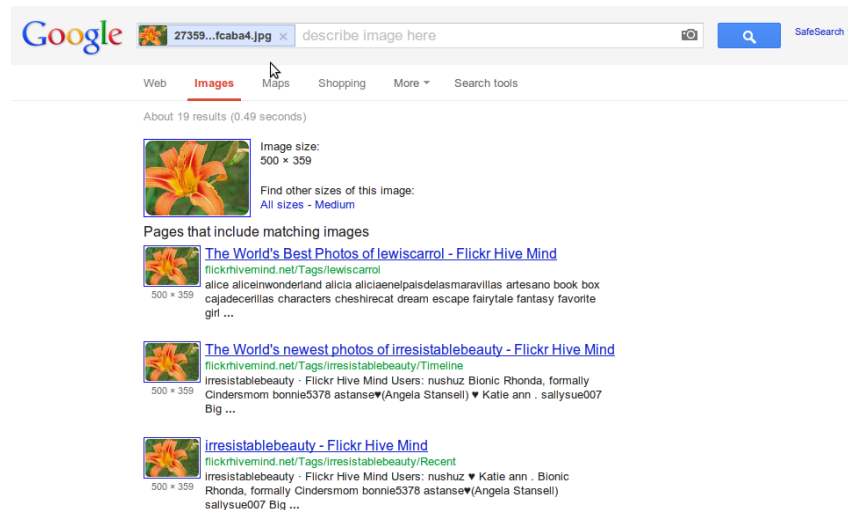 Google 27359...fcaba4.jpg × describe image here SafeSearch
Web Images Maps Shopping More Search tools
About 19 results (0.49 seconds)
Image size:
500 × 359
Find other sizes of this image:
All sizes - Medium
Pages that include matching images
The World's Best Photos of lewiscarrol - Flickr Hive Mind
flickrhivemind.net/Tags/lewiscarrol
alice aliceinwonderland alicia aliciaenelpaisdelasmaravillas artesano book box
500 × 359 cajadecerillas characters cheshirecat dream escape fairytale fantasy favorite
girl ...
The World's newest photos of irresistablebeauty - Flickr Hive Mind
flickrhivemind.net/Tags/irresistablebeauty/Timeline
irresistablebeauty · Flickr Hive Mind Users: nushuz Bionic Rhonda, formally
500 × 359 Cindersmom bonnie5378 astanse♥(Angela Stansell) ♥ Katie ann . sallysue007
Big ...
irresistablebeauty - Flickr Hive Mind
flickrhivemind.net/Tags/irresistablebeauty/Recent
irresistablebeauty · Flickr Hive Mind Users: nushuz ♥ Katie ann . Bionic
500 × 359 Rhonda, formally Cindersmom bonnie5378 astanse♥(Angela Stansell)
sallysue007 Big ...